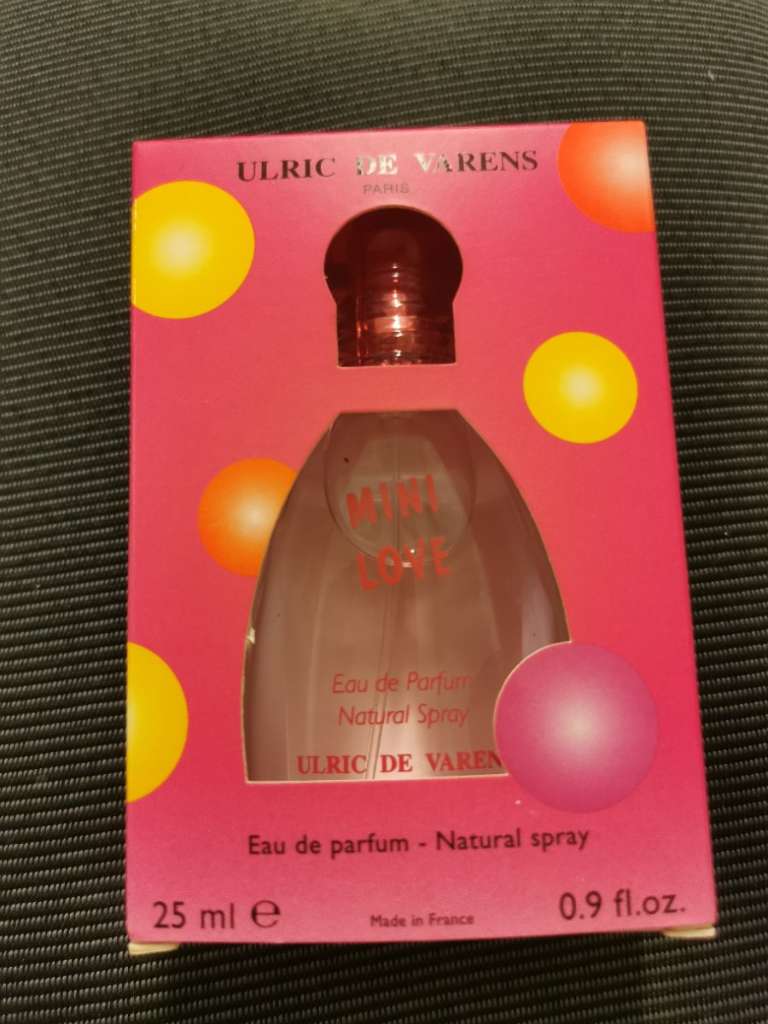 ULRIC DE VARENS
PARIS
MINI
LOVE
Eau de Parfum
Natural Spray
ULRIC DE VAREN
Eau de parfum - Natural spray
25 ml ℮
Made in France
0.9 fl.oz.